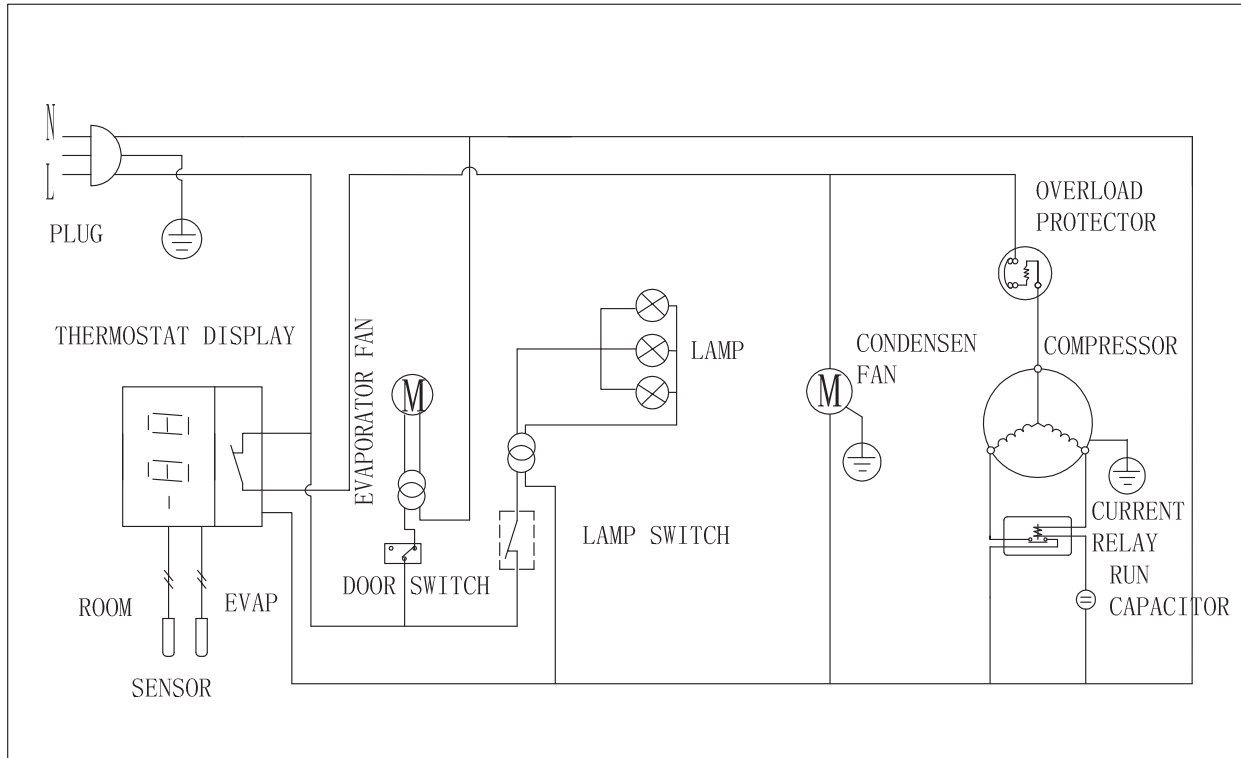 N
L
PLUG
OVERLOAD
PROTECTOR
THERMOSTAT DISPLAY
EVAPORATOR FAN
M
LAMP
CONDENSEN
FAN
M
COMPRESSOR
LAMP SWITCH
DOOR SWITCH
CURRENT
RELAY
RUN
CAPACITOR
ROOM
EVAP
SENSOR